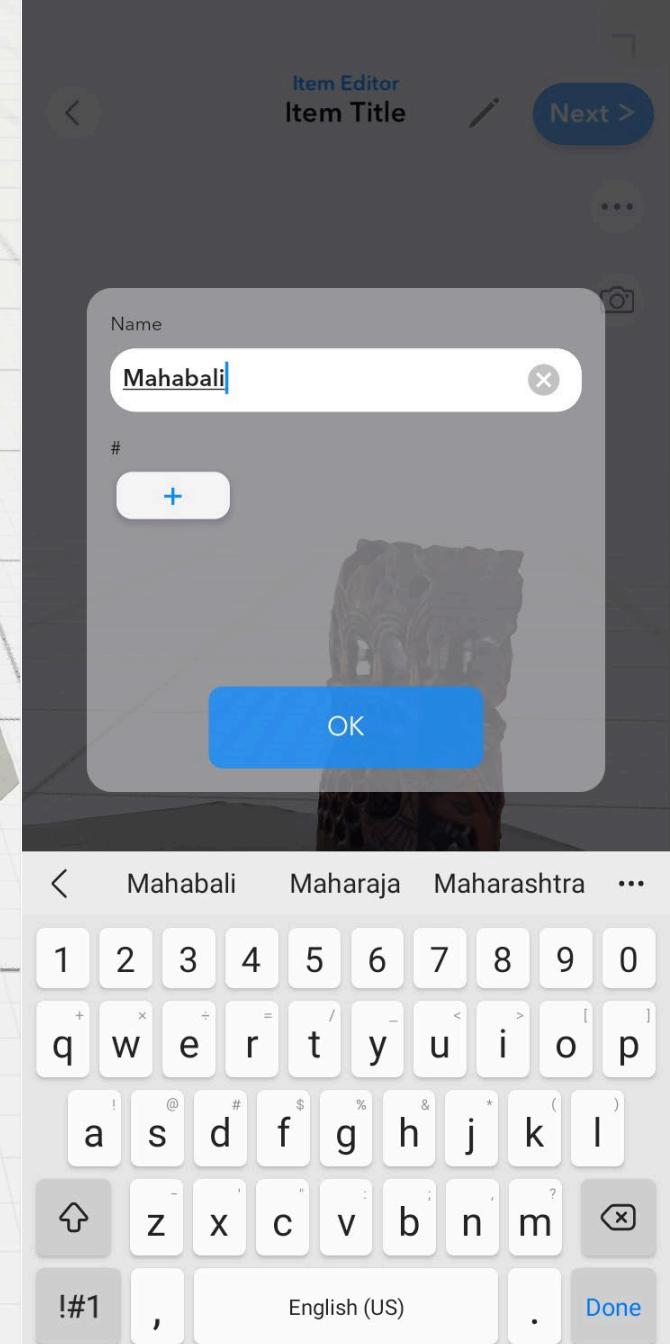 Item Editor
Item Title
Next >
Name
Mahabali
#
+
OK
Mahabali Maharaja Maharashtra
1 2 3 4 5 6 7 8 9 0
+ × ÷ = / _ < > [ ]
q w e r t y u i o p
! @ # $ % & * ( )
a s d f g h j k l
- ' " : ; , ?
z x c v b n m
!#1 , English (US) . Done